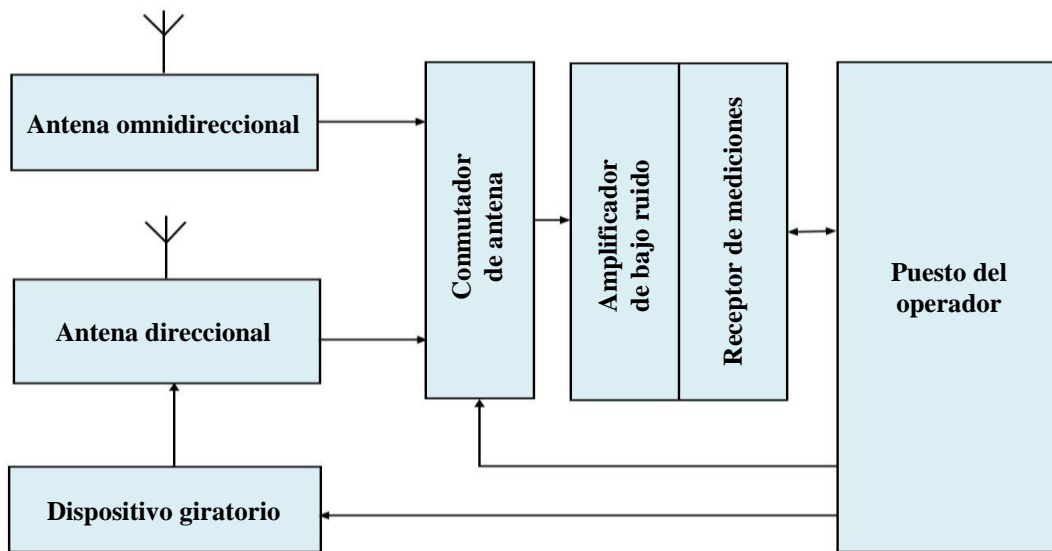 Antena omnidireccional
Antena direccional
Dispositivo giratorio
Conmutador
de antena
Amplificador
de bajo ruido
Receptor de mediciones
Puesto del
operador